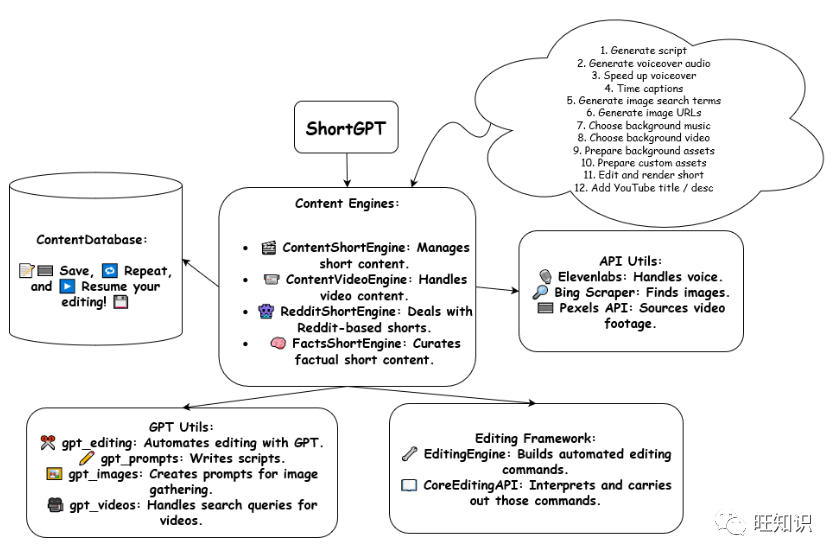 1. Generate script
2. Generate voiceover audio
3. Speed up voiceover
4. Time captions
5. Generate image search terms
6. Generate image URLs
7. Choose background music
8. Choose background video
9. Prepare background assets
10. Prepare custom assets
11. Edit and render short
12. Add YouTube title / desc
ShortGPT
ContentDatabase:
Save, Repeat,
and Resume your
editing!
Content Engines:
• ContentShortEngine: Manages
short content.
• ContentVideoEngine: Handles
video content.
• RedditShortEngine: Deals with
Reddit-based shorts.
• FactsShortEngine: Curates
factual short content.
API Utils:
Elevenlabs: Handles voice.
Bing Scraper: Finds images.
Pexels API: Sources video
footage.
GPT Utils:
gpt_editing: Automates editing with GPT.
gpt_prompts: Writes scripts.
gpt_images: Creates prompts for image
gathering.
gpt_videos: Handles search queries for
videos.
Editing Framework:
EditingEngine: Builds automated editing
commands.
CoreEditingAPI: Interprets and carries
out those commands.
旺知识